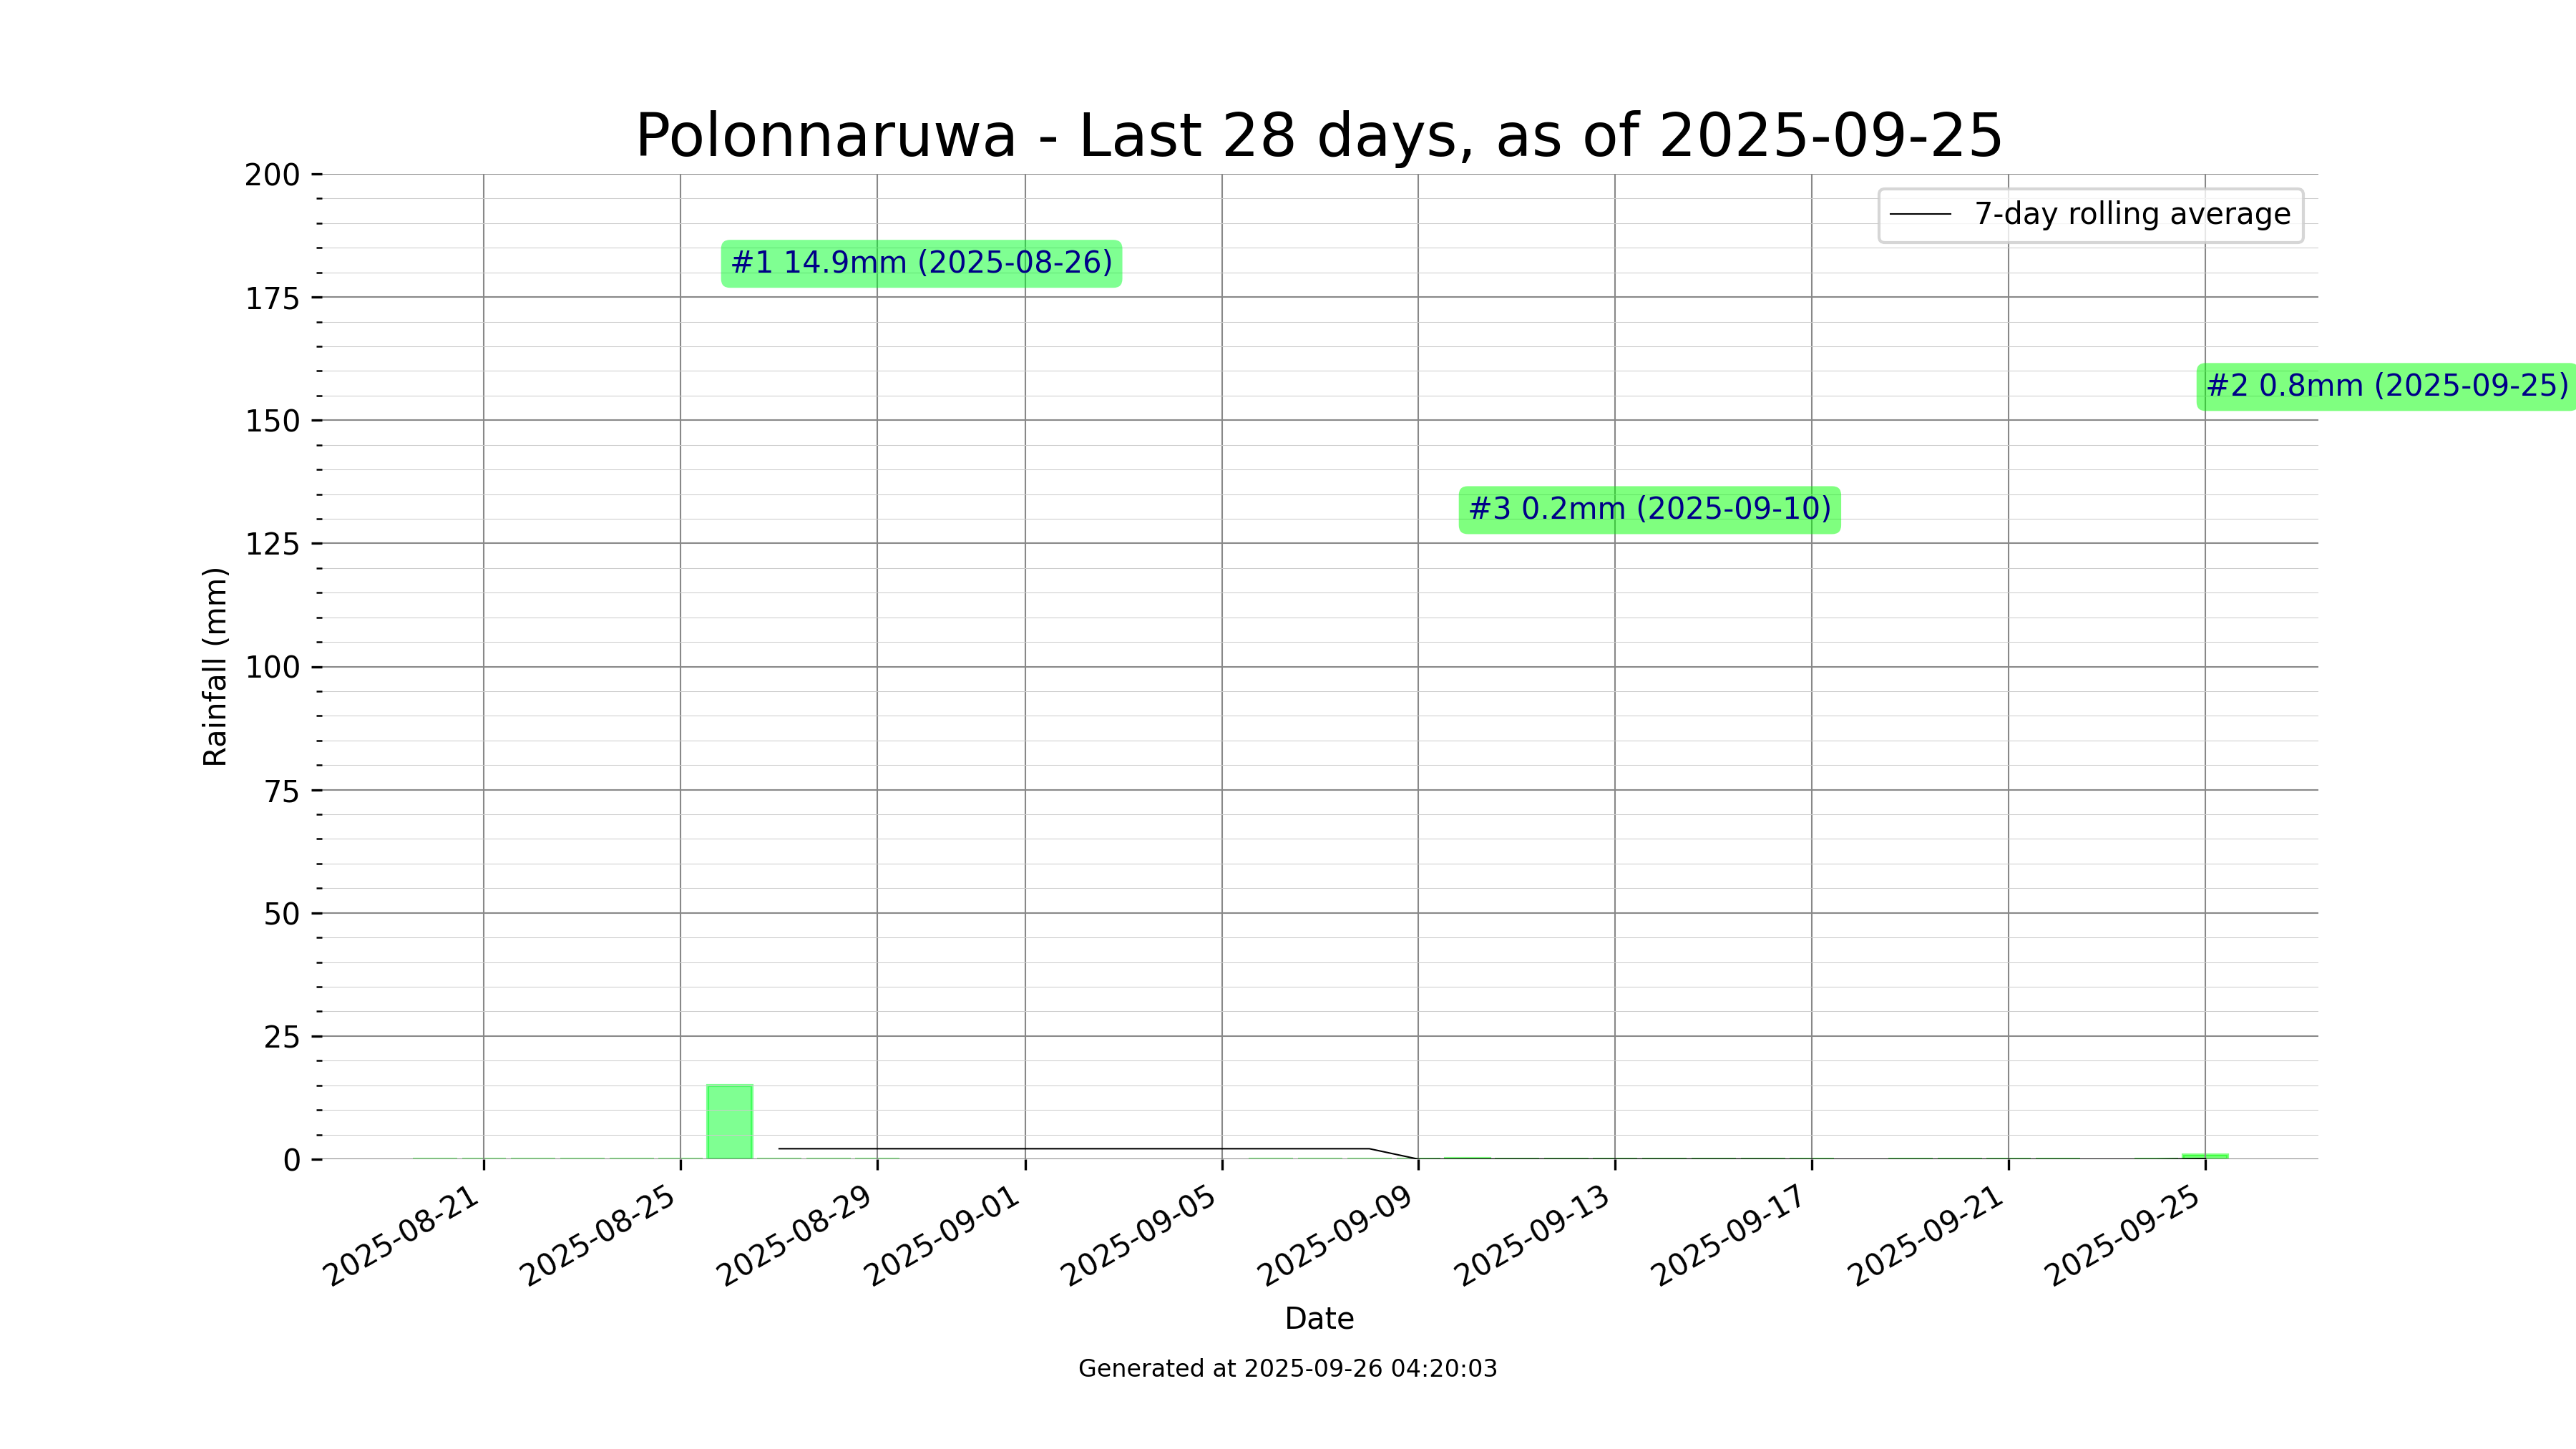 Polonnaruwa - Last 28 days, as of 2025-09-25
7-day rolling average
#1 14.9mm (2025-08-26)
#2 0.8mm (2025-09-25)
#3 0.2mm (2025-09-10)
Rainfall (mm)
200
175
150
125
100
75
50
25
0
2025-08-21
2025-08-25
2025-08-29
2025-09-01
2025-09-05
2025-09-09
2025-09-13
2025-09-17
2025-09-21
2025-09-25
Date
Generated at 2025-09-26 04:20:03